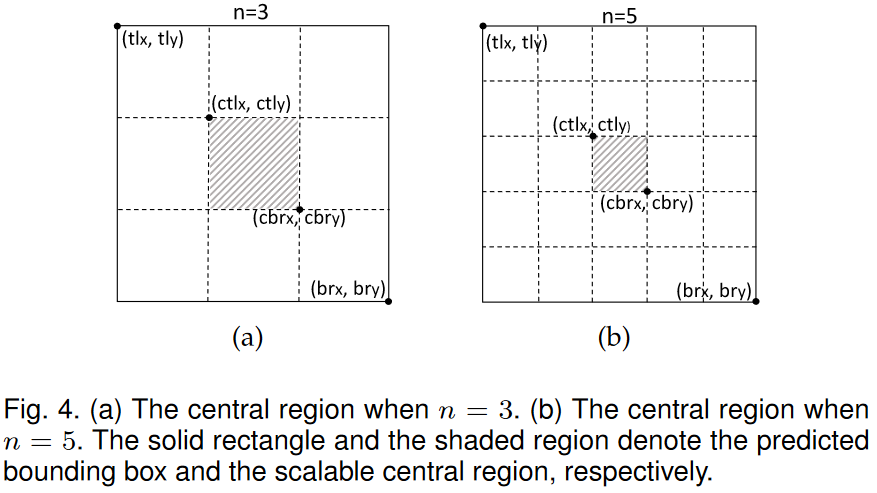 n=3
(tlx, tly)
(ctlx, ctly)
(cbrx, cbry)
(brx, bry)
(a)
n=5
(tlx, tly)
(ctlx, ctly)
(cbrx, cbry)
(brx, bry)
(b)
Fig. 4. (a) The central region when n = 3. (b) The central region when
n = 5. The solid rectangle and the shaded region denote the predicted
bounding box and the scalable central region, respectively.